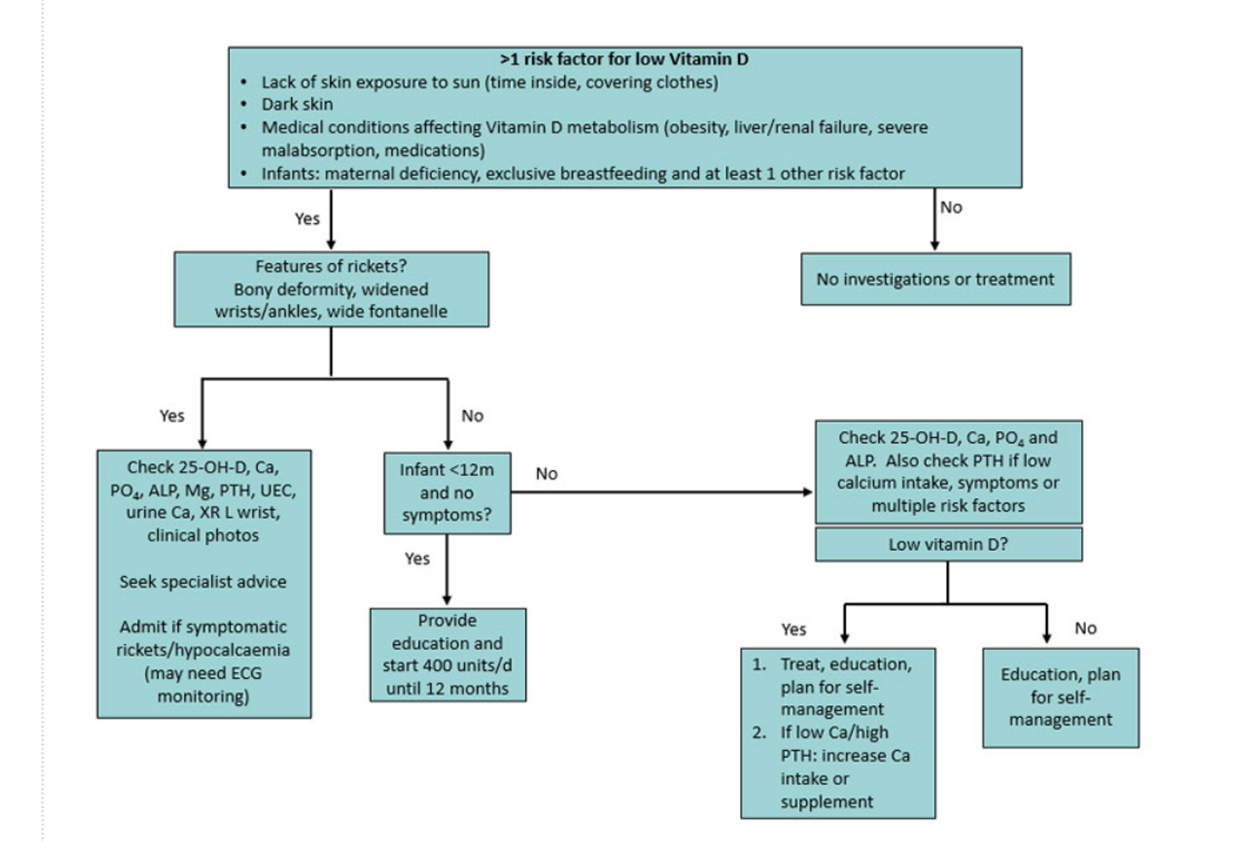 >1 risk factor for low Vitamin D
• Lack of skin exposure to sun (time inside, covering clothes)
• Dark skin
• Medical conditions affecting Vitamin D metabolism (obesity, liver/renal failure, severe
malabsorption, medications)
• Infants: maternal deficiency, exclusive breastfeeding and at least 1 other risk factor
Yes
No
Features of rickets?
Bony deformity, widened
wrists/ankles, wide fontanelle
No investigations or treatment
Yes
No
Check 25-OH-D, Ca,
PO₄, ALP, Mg, PTH, UEC,
urine Ca, XR L wrist,
clinical photos
Seek specialist advice
Admit if symptomatic
rickets/hypocalcaemia
(may need ECG
monitoring)
Infant <12m
and no
symptoms?
No
Yes
Provide
education and
start 400 units/d
until 12 months
Check 25-OH-D, Ca, PO₄ and
ALP. Also check PTH if low
calcium intake, symptoms or
multiple risk factors
Low vitamin D?
Yes
No
1. Treat, education,
plan for self-
management
2. If low Ca/high
PTH: increase Ca
intake or
supplement
Education, plan
for self-
management